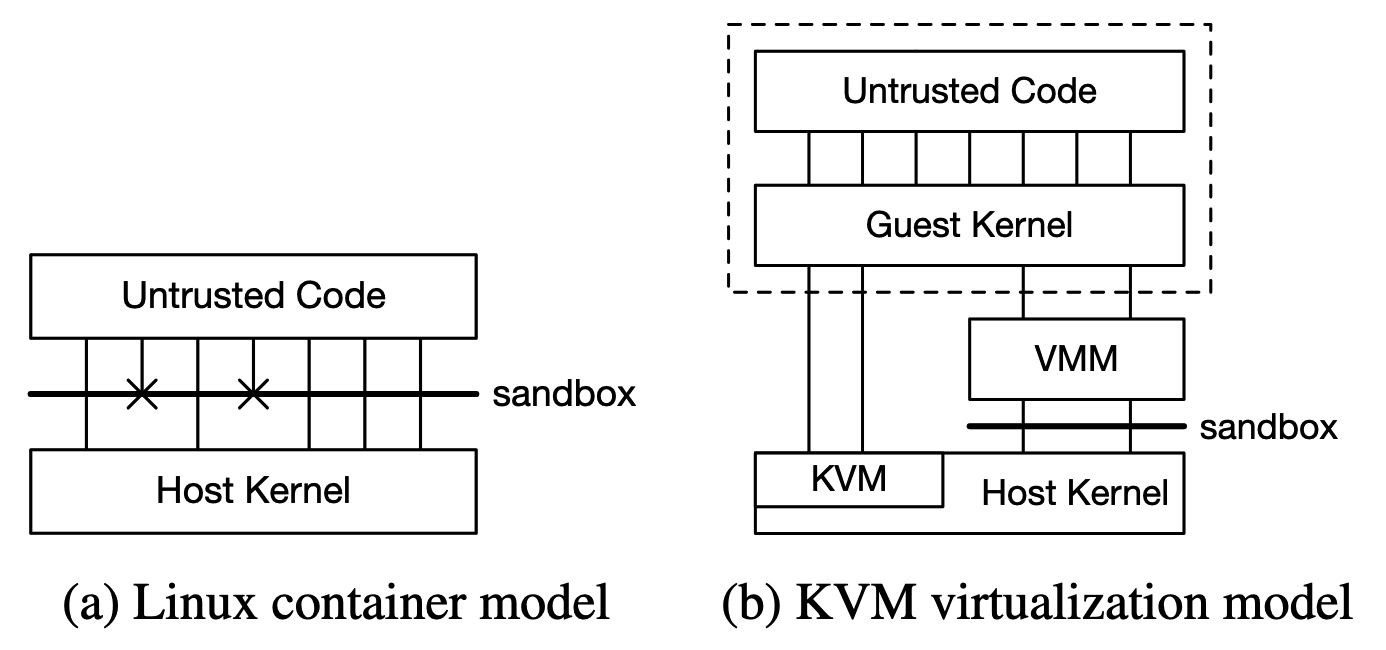 Untrusted Code
sandbox
Host Kernel
(a) Linux container model
Untrusted Code
Guest Kernel
VMM
sandbox
KVM
Host Kernel
(b) KVM virtualization model